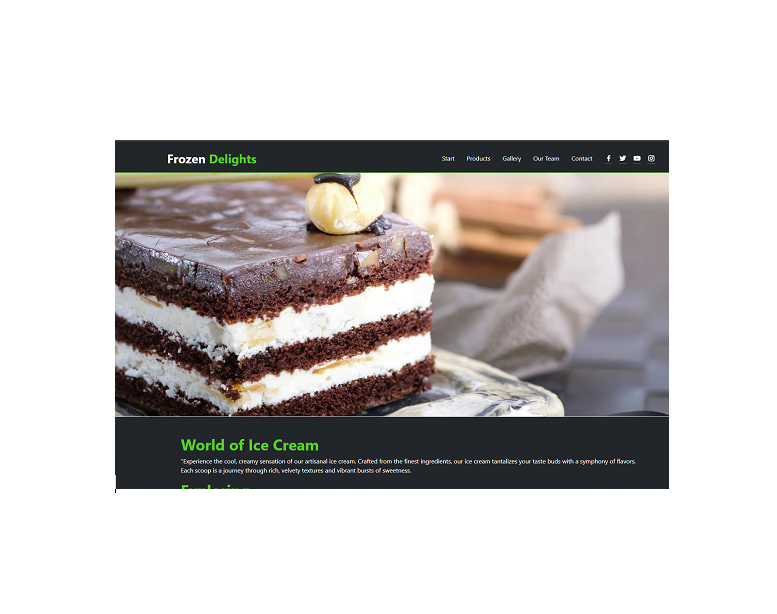 Frozen Delights
Start Products Gallery Our Team Contact
World of Ice Cream
"Experience the cool, creamy sensation of our artisanal ice cream. Crafted from the finest ingredients, our ice cream tantalizes your taste buds with a symphony of flavors.
Each scoop is a journey through rich, velvety textures and vibrant bursts of sweetness.